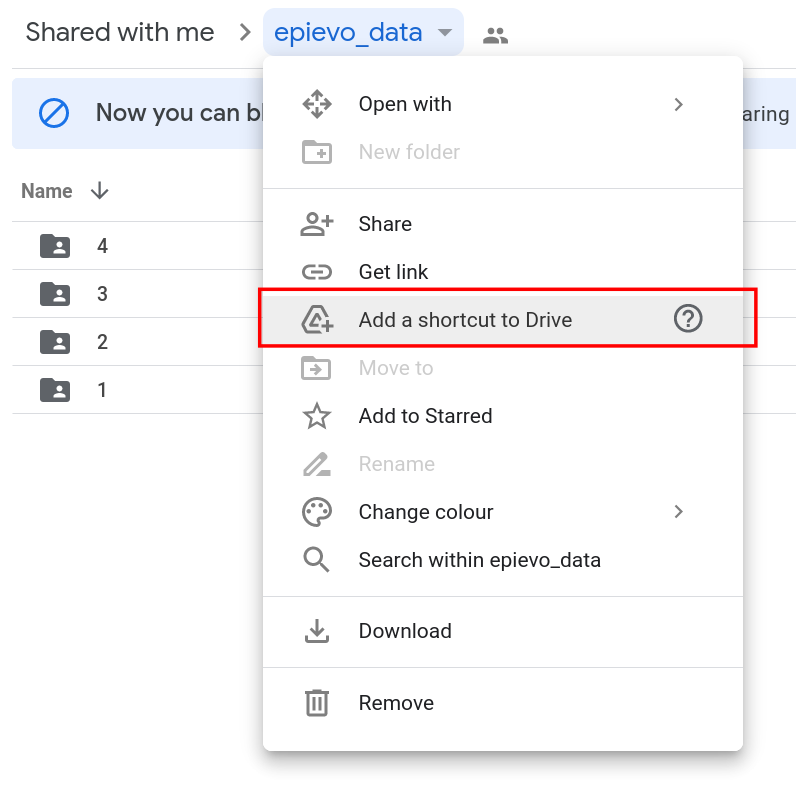 Shared with me > epievo_data
Now you can bl
aring
Name
4
3
2
1
Open with
New folder
Share
Get link
Add a shortcut to Drive
Move to
Add to Starred
Rename
Change colour
Search within epievo_data
Download
Remove